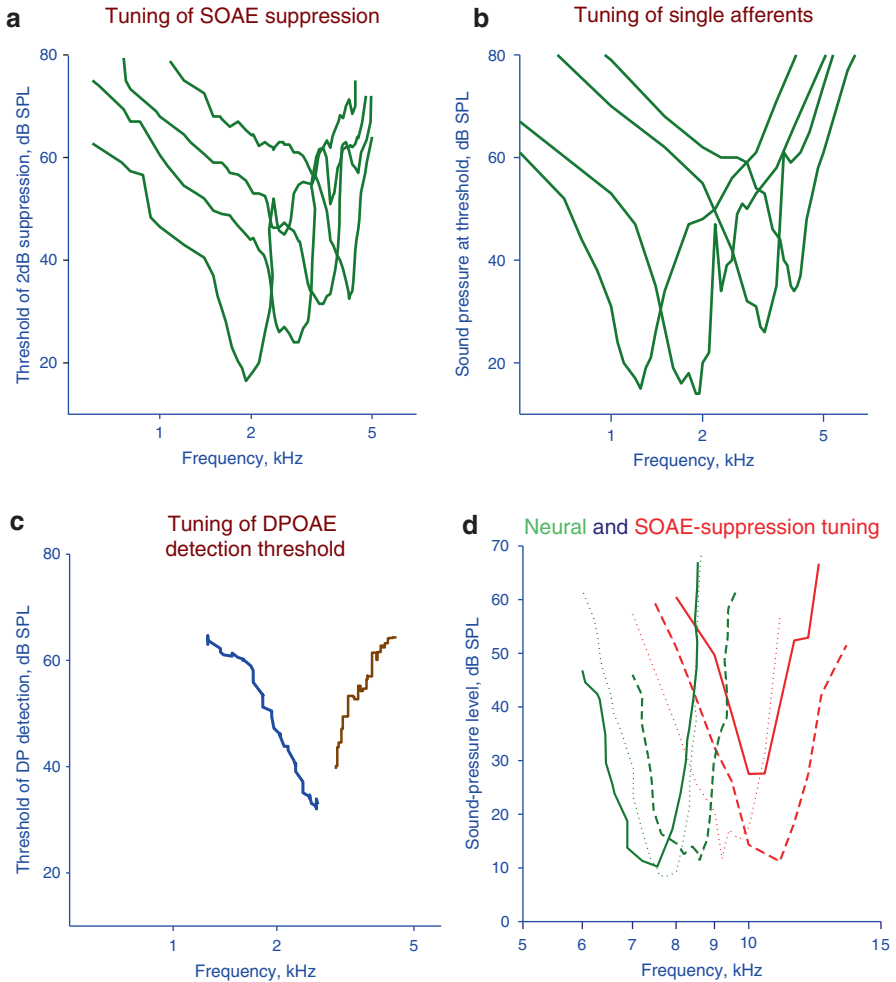 a
Tuning of SOAE suppression
80
60
40
20
Threshold of 2dB suppression, dB SPL
1
2
5
Frequency, kHz
b
Tuning of single afferents
80
60
40
20
Sound pressure at threshold, dB SPL
1
2
5
Frequency, kHz
c
Tuning of DPOAE
detection threshold
80
60
40
20
Threshold of DP detection, dB SPL
1
2
5
Frequency, kHz
d
Neural and SOAE-suppression tuning
70
60
50
40
30
20
10
0
Sound-pressure level, dB SPL
5
6
7
8
9
10
15
Frequency, kHz